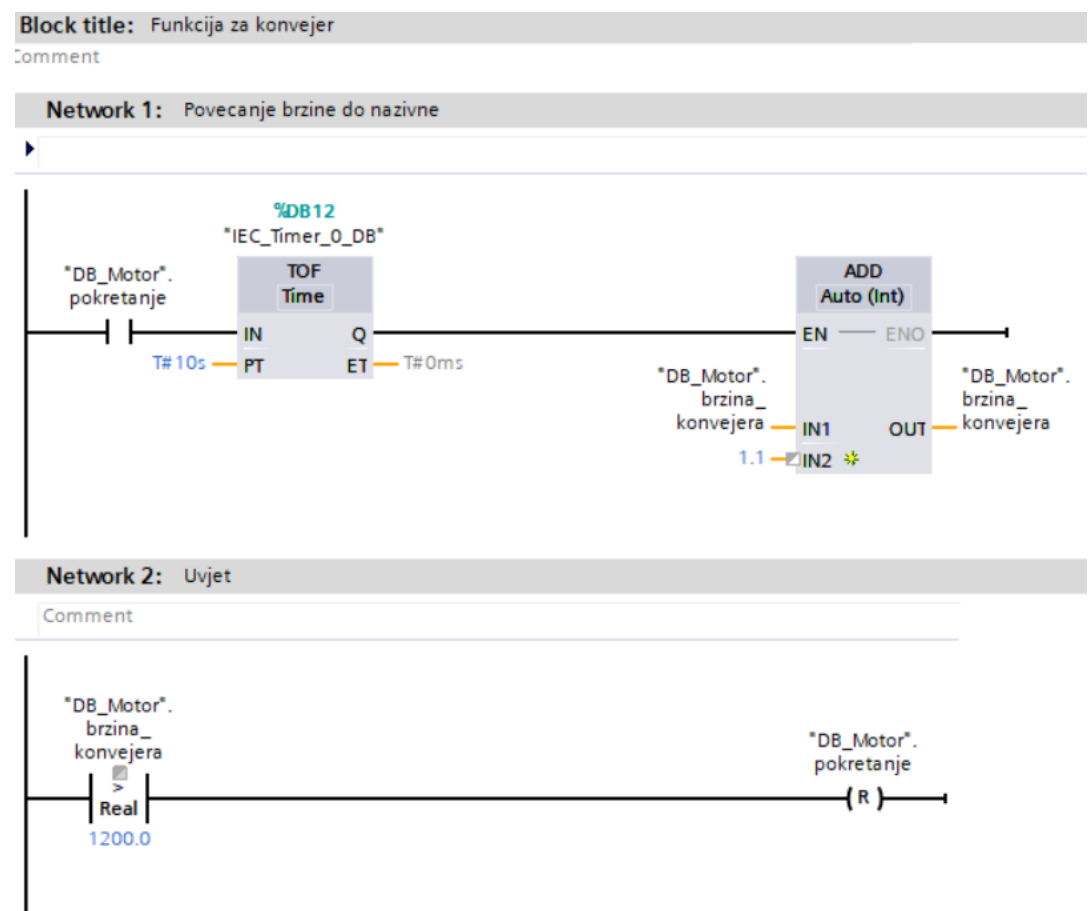 Block title: Funkcija za konvejer
Comment
Network 1: Povecanje brzine do nazivne
%DB12
"IEC_Timer_0_DB"
"DB_Motor".
pokretanje
TOF
Time
IN
Q
T#10s
PT
ET
T#0ms
ADD
Auto (Int)
EN
ENO
"DB_Motor".
brzina_
konvejera
IN1
OUT
"DB_Motor".
brzina_
konvejera
1.1
IN2
Network 2: Uvjet
Comment
"DB_Motor".
brzina_
konvejera
>
Real
1200.0
"DB_Motor".
pokretanje
( R )